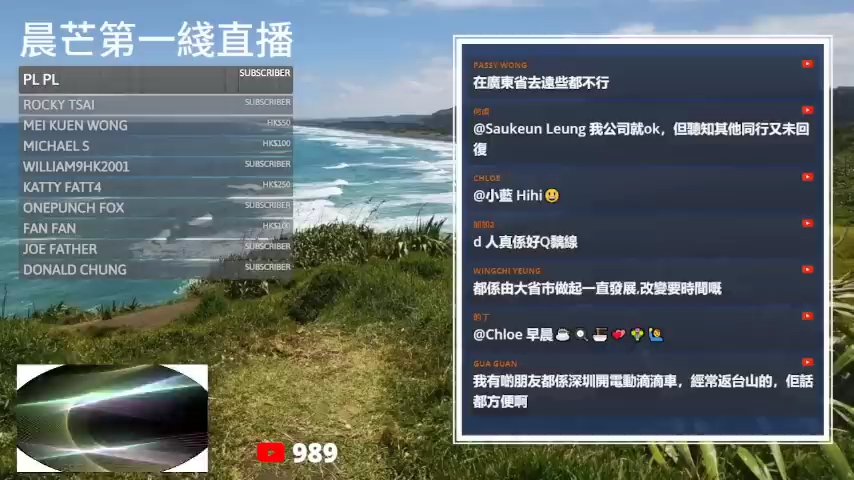 晨芒第一綫直播
PL PL SUBSCRIBER
ROCKY TSAI SUBSCRIBER
MEI KUEN WONG HK$50
MICHAEL S HK$100
WILLIAM9HK2001 SUBSCRIBER
KATTY FATT4 HK$250
ONEPUNCH FOX SUBSCRIBER
FAN FAN HK$100
JOE FATHER SUBSCRIBER
DONALD CHUNG SUBSCRIBER
989
PASSY WONG
在廣東省去遠些都不行
@Saukeun Leung 我公司就ok，但聽知其他同行又未回
復
CHLOE
@小藍 Hihi😃
d 人真係好Q黐線
WINGCHI YEUNG
都係由大省市做起一直發展,改變要時間嘅
@Chloe 早晨
GUA GUAN
我有啲朋友都係深圳開電動滴滴車，經常返台山的，佢話
都方便啊